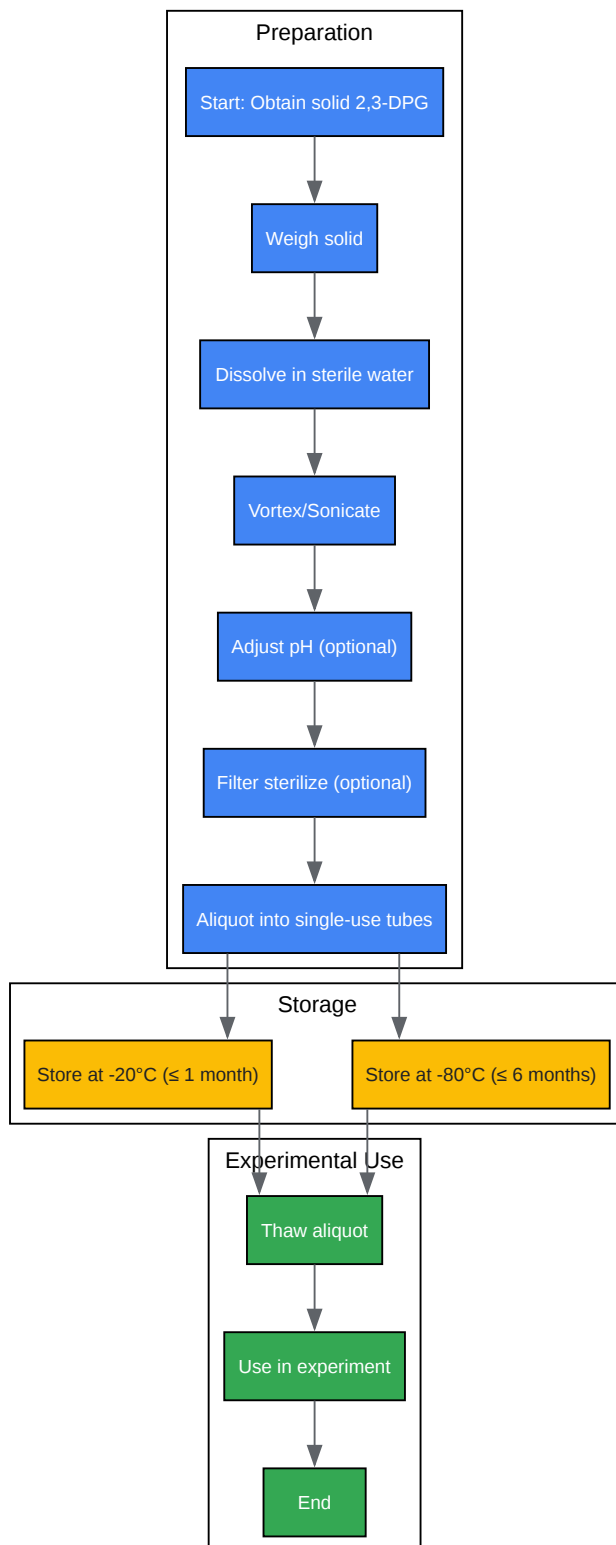 Preparation
Start: Obtain solid 2,3-DPG
Weigh solid
Dissolve in sterile water
Vortex/Sonicate
Adjust pH (optional)
Filter sterilize (optional)
Aliquot into single-use tubes
Storage
Store at -20°C (≤ 1 month)
Store at -80°C (≤ 6 months)
Experimental Use
Thaw aliquot
Use in experiment
End